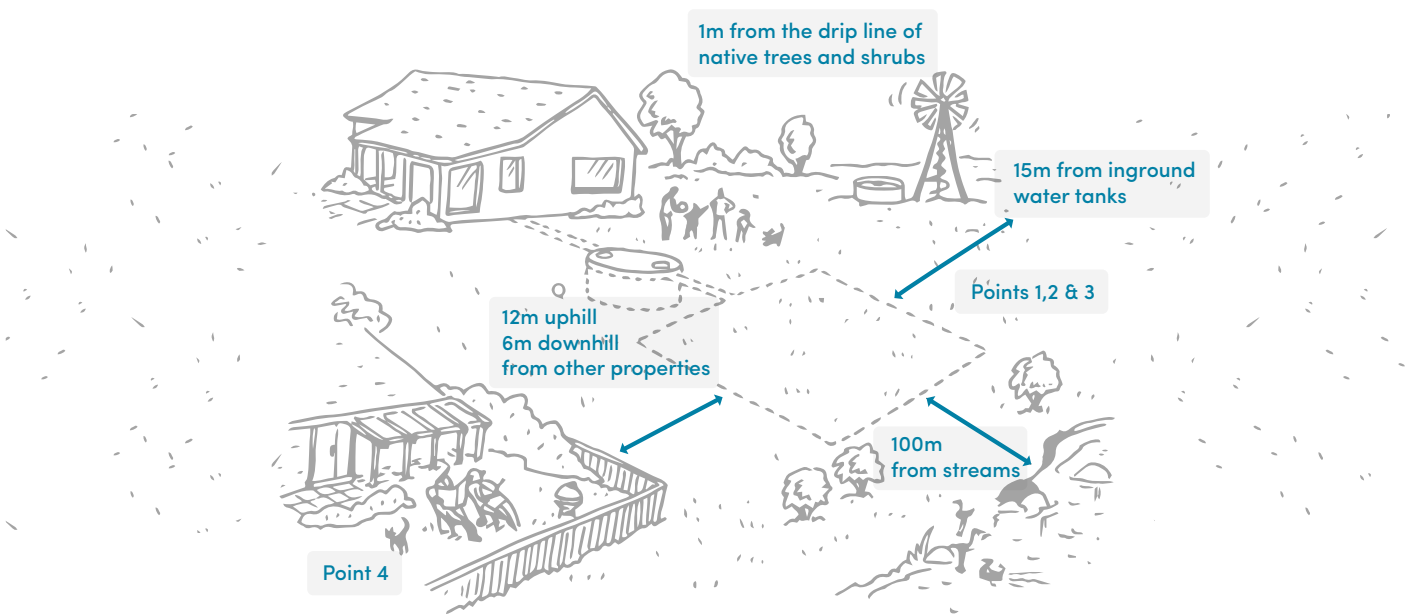 1m from the drip line of
native trees and shrubs
15m from inground
water tanks
Points 1,2 & 3
12m uphill
6m downhill
from other properties
100m
from streams
Point 4